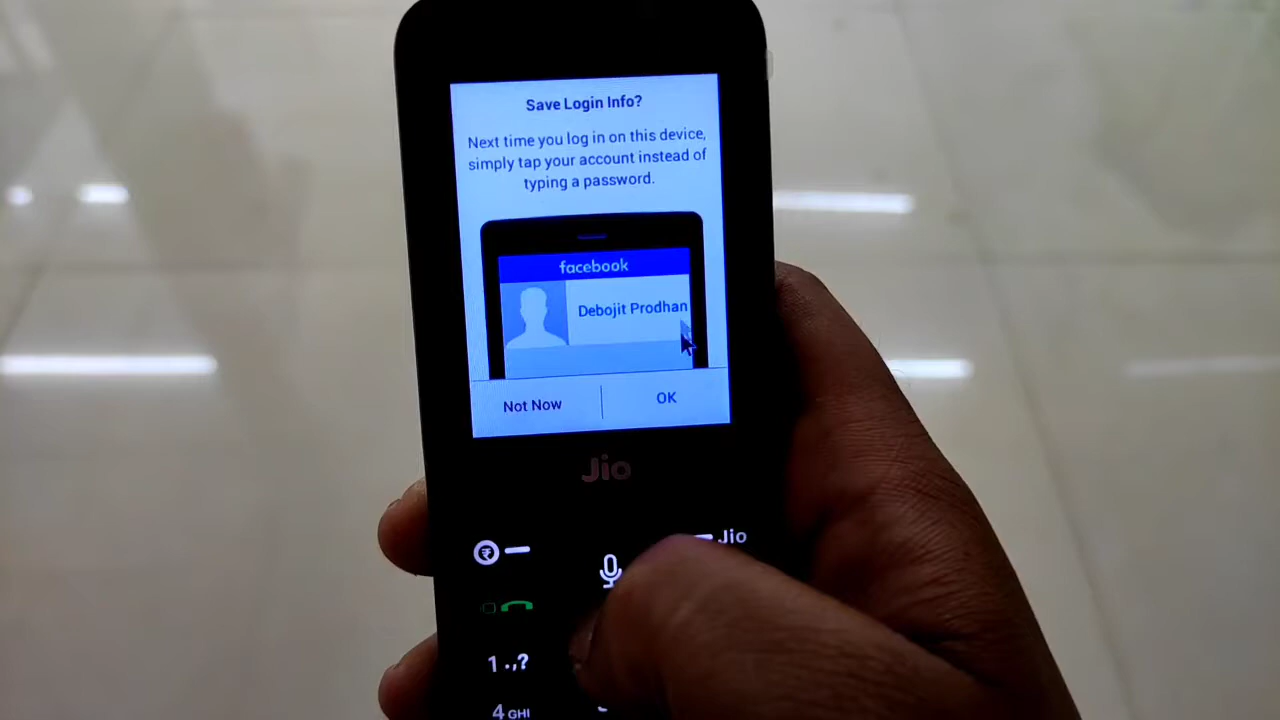 Save Login Info?
Next time you log in on this device,
simply tap your account instead of
typing a password.
facebook
Debojit Prodhan
Not Now OK
Jio
₹ Jio
1 .,?
4 GHI